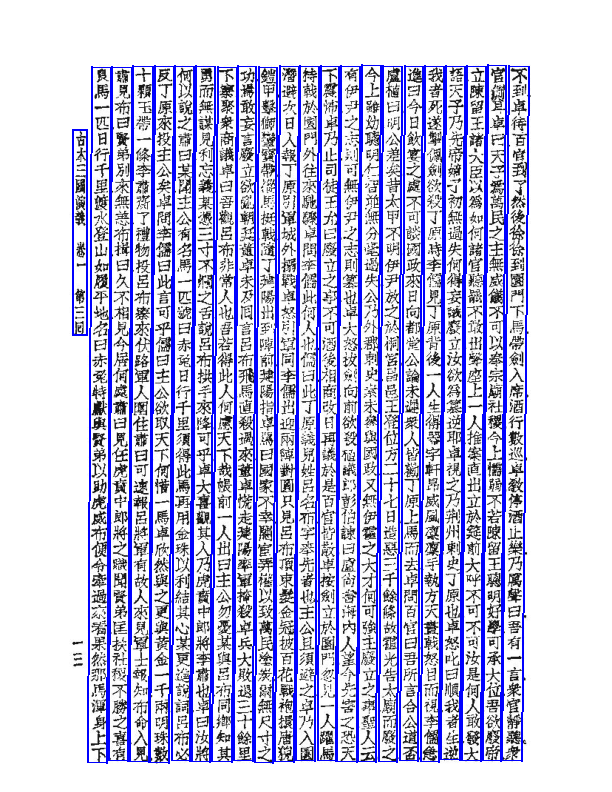 不到卓待百官到了然後徐徐到園門下馬帶劍入席酒行數巡卓教停酒止樂乃厲聲曰吾有一言衆官靜聽衆
官側耳卓曰天子爲萬民之主無威儀不可以奉宗廟社稷今上懦弱不若陳留王聰明好學可承大位吾欲廢帝
立陳留王諸大臣以爲如何諸官聽罷不敢出聲座上一人推案直出立於筵前大呼不可不可汝是何人敢發大
語天子乃先帝嫡子初無過失何得妄議廢立汝欲爲篡逆耶卓視之乃荆州刺史丁原也卓怒叱曰順我者生逆
我者死遂掣佩劍欲殺丁原時李儒見丁原背後一人生得器宇軒昂威風凜凜手執方天畫戟怒目而視李儒急
進曰今日飮宴之處不可談國政來日向都堂公論未遲衆人皆勸丁原上馬而去卓問百官曰吾所言合公道否
盧植曰明公差矣昔太甲不明伊尹放之於桐宮昌邑王登位方二十七日造惡三千餘條故霍光告太廟而廢之
今上雖幼聰明仁智並無分毫過失公乃外郡刺史素未參與國政又無伊霍之大才何可強主廢立之事聖人云
有伊尹之志則可無伊尹之志則篡也卓大怒拔劍向前欲殺植議郎彭伯諫曰盧尚書海內人望今先害之恐天
下震怖卓乃止司徒王允曰廢立之事不可酒後相商改日再議於是百官皆散卓按劍立於園門忽見一人躍馬
持戟於園門外往來馳驟卓問李儒此何人也儒曰此丁原義兒姓呂名布字奉先者也主公且須避之卓乃入園
潛避次日人報丁原引軍城外搦戰卓怒引軍同李儒出迎兩陣對圓只見呂布頂束髮金冠披百花戰袍擐唐猊
鎧甲繫獅蠻寶帶縱馬挺戟隨丁建陽出到陣前建陽指卓罵曰國家不幸閹官弄權以致萬民塗炭爾無尺寸之
功焉敢妄言廢立欲亂朝廷董卓未及回言呂布飛馬直殺過來董卓慌走建陽率軍掩殺卓兵大敗退三十餘里
下寨聚衆商議卓曰吾觀呂布非常人也吾若得此人何慮天下哉帳前一人出曰主公勿憂某與呂布同鄉知其
勇而無謀見利忘義某憑三寸不爛之舌說呂布拱手來降可乎卓大喜觀其人乃虎賁中郎將李肅也卓曰汝將
何以說之肅曰某聞主公有名馬一匹號曰赤兔日行千里須得此馬再用金珠以利結其心某更進說詞呂布必
反丁原來投主公矣卓問李儒曰此言可乎儒曰主公欲取天下何惜一馬卓欣然與之更與黃金一千兩明珠數
十顆玉帶一條李肅齎了禮物投呂布寨來伏路軍人圍住肅曰可速報呂將軍有故人來見軍士報知布命入見
肅見布曰賢弟別來無恙布揖曰久不相見今居何處肅曰見任虎賁中郎將之職聞賢弟匡扶社稷不勝之喜有
良馬一匹日行千里渡水登山如履平地名曰赤兔特獻與賢弟以助虎威布便令牽過來看果然那馬渾身上下
古本三國演義 卷一 第三回
一三